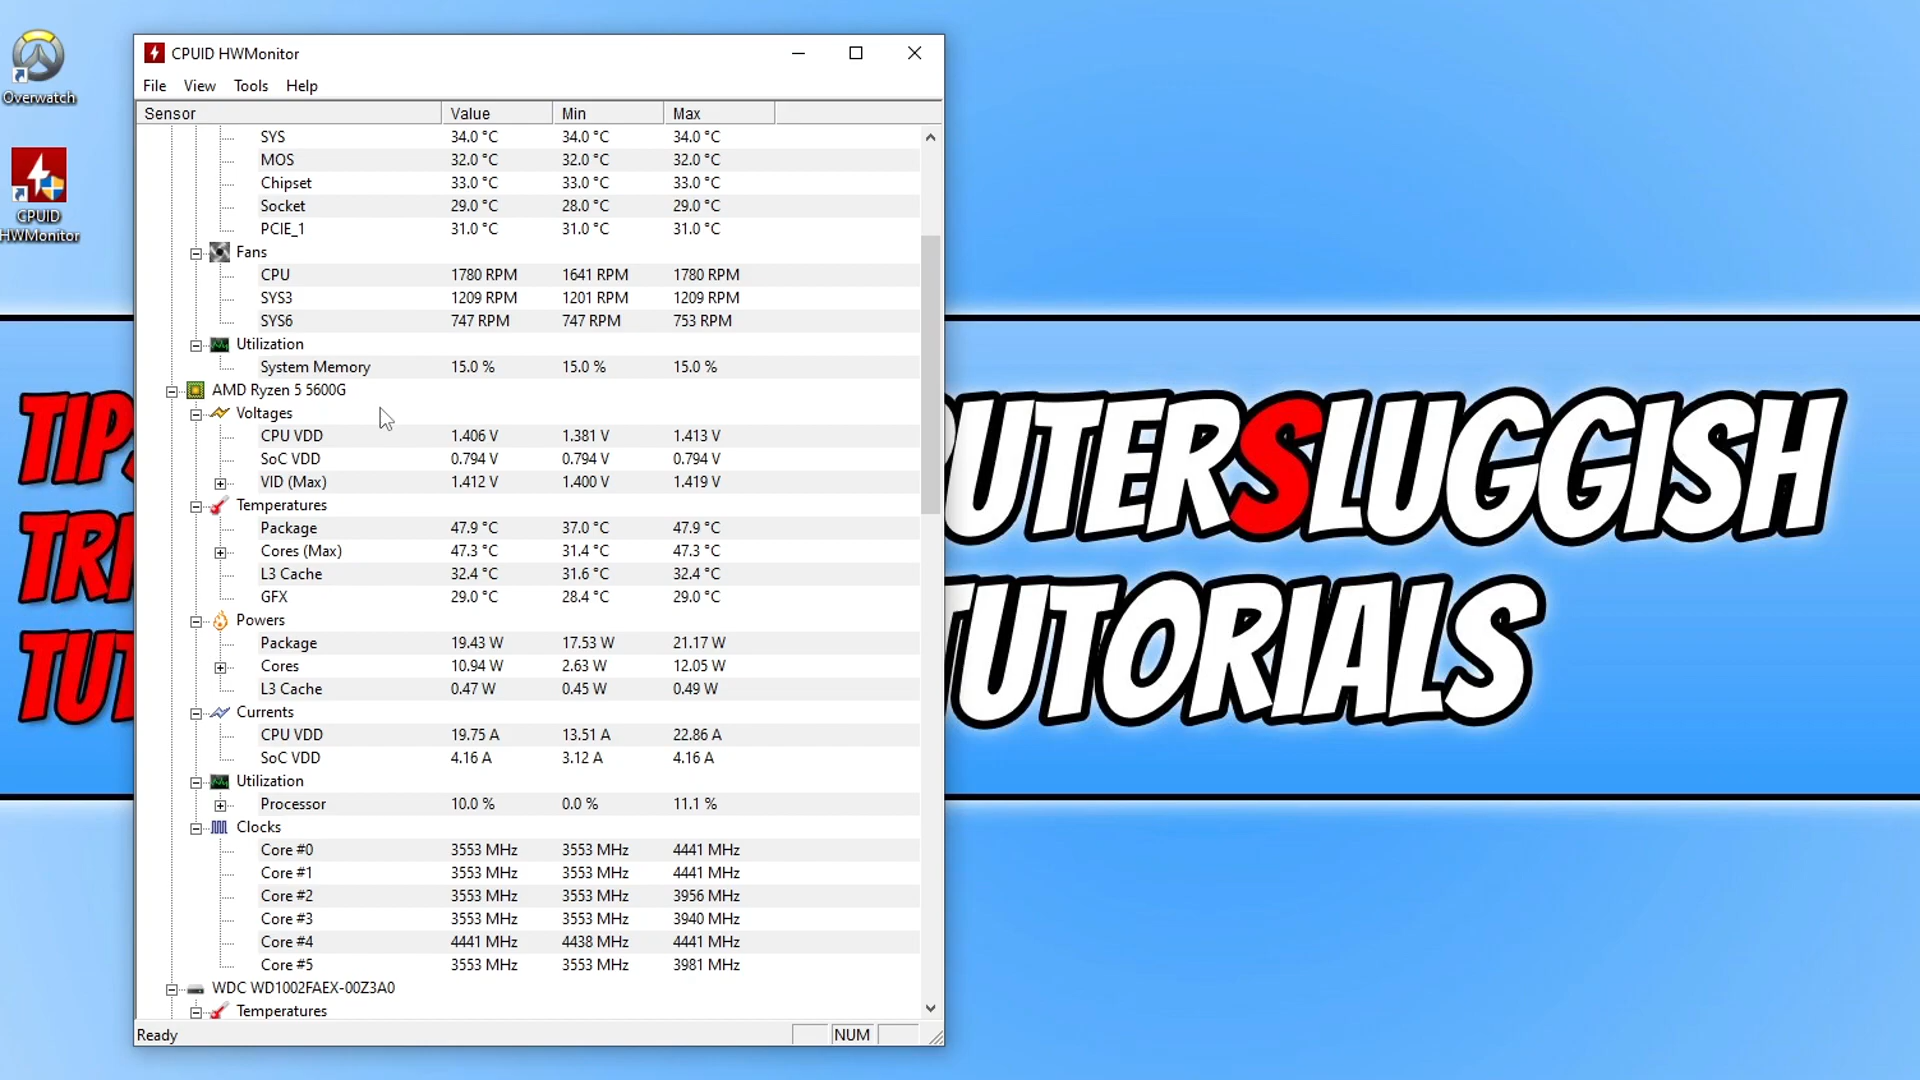 Overwatch
CPUID
HWMonitor
CPUID HWMonitor
File View Tools Help
Sensor Value Min Max
SYS 34.0 °C 34.0 °C 34.0 °C
MOS 32.0 °C 32.0 °C 32.0 °C
Chipset 33.0 °C 33.0 °C 33.0 °C
Socket 29.0 °C 28.0 °C 29.0 °C
PCIE_1 31.0 °C 31.0 °C 31.0 °C
Fans
CPU 1780 RPM 1641 RPM 1780 RPM
SYS3 1209 RPM 1201 RPM 1209 RPM
SYS6 747 RPM 747 RPM 753 RPM
Utilization
System Memory 15.0 % 15.0 % 15.0 %
AMD Ryzen 5 5600G
Voltages
CPU VDD 1.406 V 1.381 V 1.413 V
SoC VDD 0.794 V 0.794 V 0.794 V
VID (Max) 1.412 V 1.400 V 1.419 V
Temperatures
Package 47.9 °C 37.0 °C 47.9 °C
Cores (Max) 47.3 °C 31.4 °C 47.3 °C
L3 Cache 32.4 °C 31.6 °C 32.4 °C
GFX 29.0 °C 28.4 °C 29.0 °C
Powers
Package 19.43 W 17.53 W 21.17 W
Cores 10.94 W 2.63 W 12.05 W
L3 Cache 0.47 W 0.45 W 0.49 W
Currents
CPU VDD 19.75 A 13.51 A 22.86 A
SoC VDD 4.16 A 3.12 A 4.16 A
Utilization
Processor 10.0 % 0.0 % 11.1 %
Clocks
Core #0 3553 MHz 3553 MHz 4441 MHz
Core #1 3553 MHz 3553 MHz 4441 MHz
Core #2 3553 MHz 3553 MHz 3956 MHz
Core #3 3553 MHz 3553 MHz 3940 MHz
Core #4 4441 MHz 4438 MHz 4441 MHz
Core #5 3553 MHz 3553 MHz 3981 MHz
WDC WD1002FAEX-00Z3A0
Temperatures
Ready NUM
TIP
TRI
TUT
UTERSLUGGISH
TUTORIALS